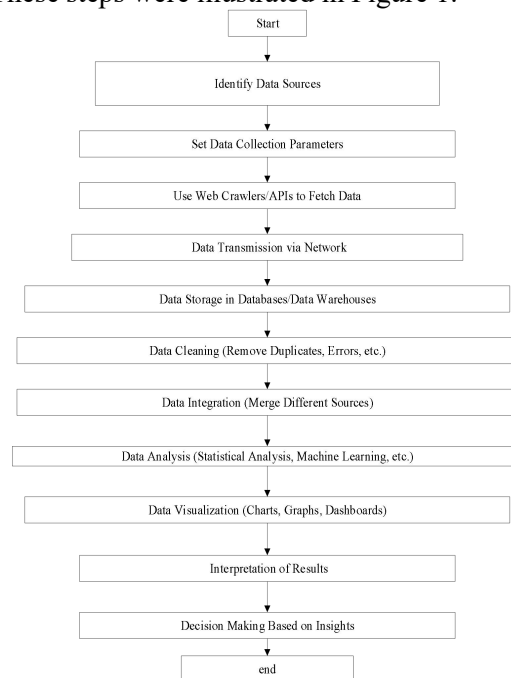 These steps were illustrated in Figure 1.
Start
Identify Data Sources
Set Data Collection Parameters
Use Web Crawlers/APIs to Fetch Data
Data Transmission via Network
Data Storage in Databases/Data Warehouses
Data Cleaning (Remove Duplicates, Errors, etc.)
Data Integration (Merge Different Sources)
Data Analysis (Statistical Analysis, Machine Learning, etc.)
Data Visualization (Charts, Graphs, Dashboards)
Interpretation of Results
Decision Making Based on Insights
end